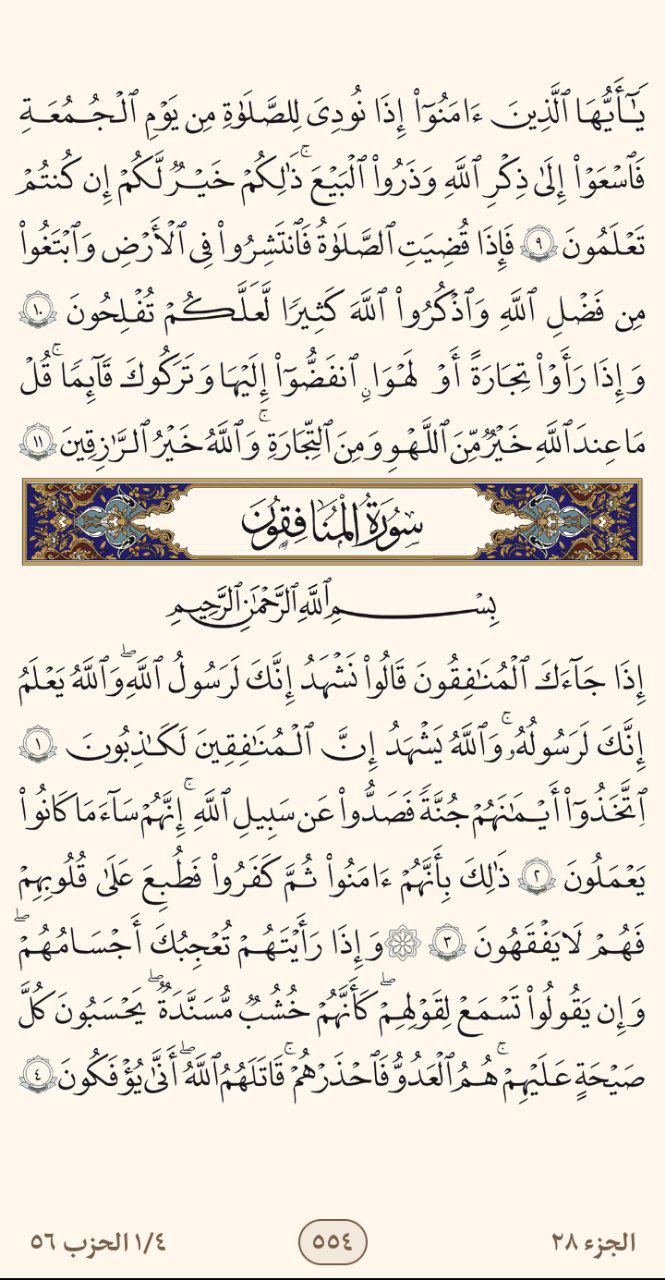 يَـٰٓأَيُّهَا ٱلَّذِينَ ءَامَنُوٓا۟ إِذَا نُودِىَ لِلصَّلَوٰةِ مِن يَوْمِ ٱلْجُمُعَةِ
فَٱسْعَوْا۟ إِلَىٰ ذِكْرِ ٱللَّهِ وَذَرُوا۟ ٱلْبَيْعَ ۚ ذَٰلِكُمْ خَيْرٌ لَّكُمْ إِن كُنتُمْ
تَعْلَمُونَ ٩ فَإِذَا قُضِيَتِ ٱلصَّلَوٰةُ فَٱنتَشِرُوا۟ فِى ٱلْأَرْضِ وَٱبْتَغُوا۟
مِن فَضْلِ ٱللَّهِ وَٱذْكُرُوا۟ ٱللَّهَ كَثِيرًا لَّعَلَّكُمْ تُفْلِحُونَ ١٠
وَإِذَا رَأَوْا۟ تِجَـٰرَةً أَوْ لَهْوًا ٱنفَضُّوٓا۟ إِلَيْهَا وَتَرَكُوكَ قَآئِمًا ۚ قُلْ
مَا عِندَ ٱللَّهِ خَيْرٌ مِّنَ ٱللَّهْوِ وَمِنَ ٱلتِّجَـٰرَةِ ۚ وَٱللَّهُ خَيْرُ ٱلرَّٰزِقِينَ ١١
سُورَةُ الْمُنَافِقُونَ
بِسْمِ ٱللَّهِ ٱلرَّحْمَـٰنِ ٱلرَّحِيمِ
إِذَا جَآءَكَ ٱلْمُنَـٰفِقُونَ قَالُوا۟ نَشْهَدُ إِنَّكَ لَرَسُولُ ٱللَّهِ ۗ وَٱللَّهُ يَعْلَمُ
إِنَّكَ لَرَسُولُهُۥ ۚ وَٱللَّهُ يَشْهَدُ إِنَّ ٱلْمُنَـٰفِقِينَ لَكَـٰذِبُونَ ١
ٱتَّخَذُوٓا۟ أَيْمَـٰنَهُمْ جُنَّةً فَصَدُّوا۟ عَن سَبِيلِ ٱللَّهِ ۚ إِنَّهُمْ سَآءَ مَا كَانُوا۟
يَعْمَلُونَ ٢ ذَٰلِكَ بِأَنَّهُمْ ءَامَنُوا۟ ثُمَّ كَفَرُوا۟ فَطُبِعَ عَلَىٰ قُلُوبِهِمْ
فَهُمْ لَا يَفْقَهُونَ ٣ ۞ وَإِذَا رَأَيْتَهُمْ تُعْجِبُكَ أَجْسَامُهُمْ ۖ
وَإِن يَقُولُوا۟ تَسْمَعْ لِقَوْلِهِمْ ۖ كَأَنَّهُمْ خُشُبٌ مُّسَنَّدَةٌ ۖ يَحْسَبُونَ كُلَّ
صَيْحَةٍ عَلَيْهِمْ ۚ هُمُ ٱلْعَدُوُّ فَٱحْذَرْهُمْ ۚ قَـٰتَلَهُمُ ٱللَّهُ ۖ أَنَّىٰ يُؤْفَكُونَ ٤
الجزء ٢٨ ٥٥٤ ١/٤ الحزب ٥٦